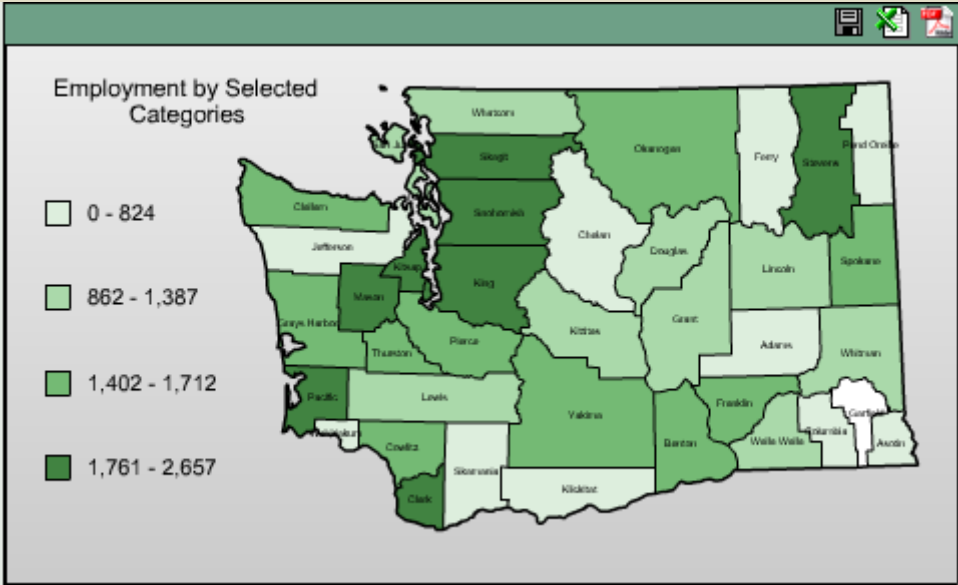 Employment by Selected
Categories
0 - 824
862 - 1,387
1,402 - 1,712
1,761 - 2,657
Whatcom
Okanogan
Ferry
Stevens
Pend Oreille
Skagit
Snohomish
Clallam
Chelan
Jefferson
Douglas
Lincoln
Spokane
Kitsap
King
Mason
Grant
Grays Harbor
Kittitas
Adams
Pierce
Whitman
Thurston
Pacific
Lewis
Franklin
Yakima
Garfield
Columbia
Cowlitz
Benton
Walla Walla
Asotin
Skamania
Klickitat
Clark